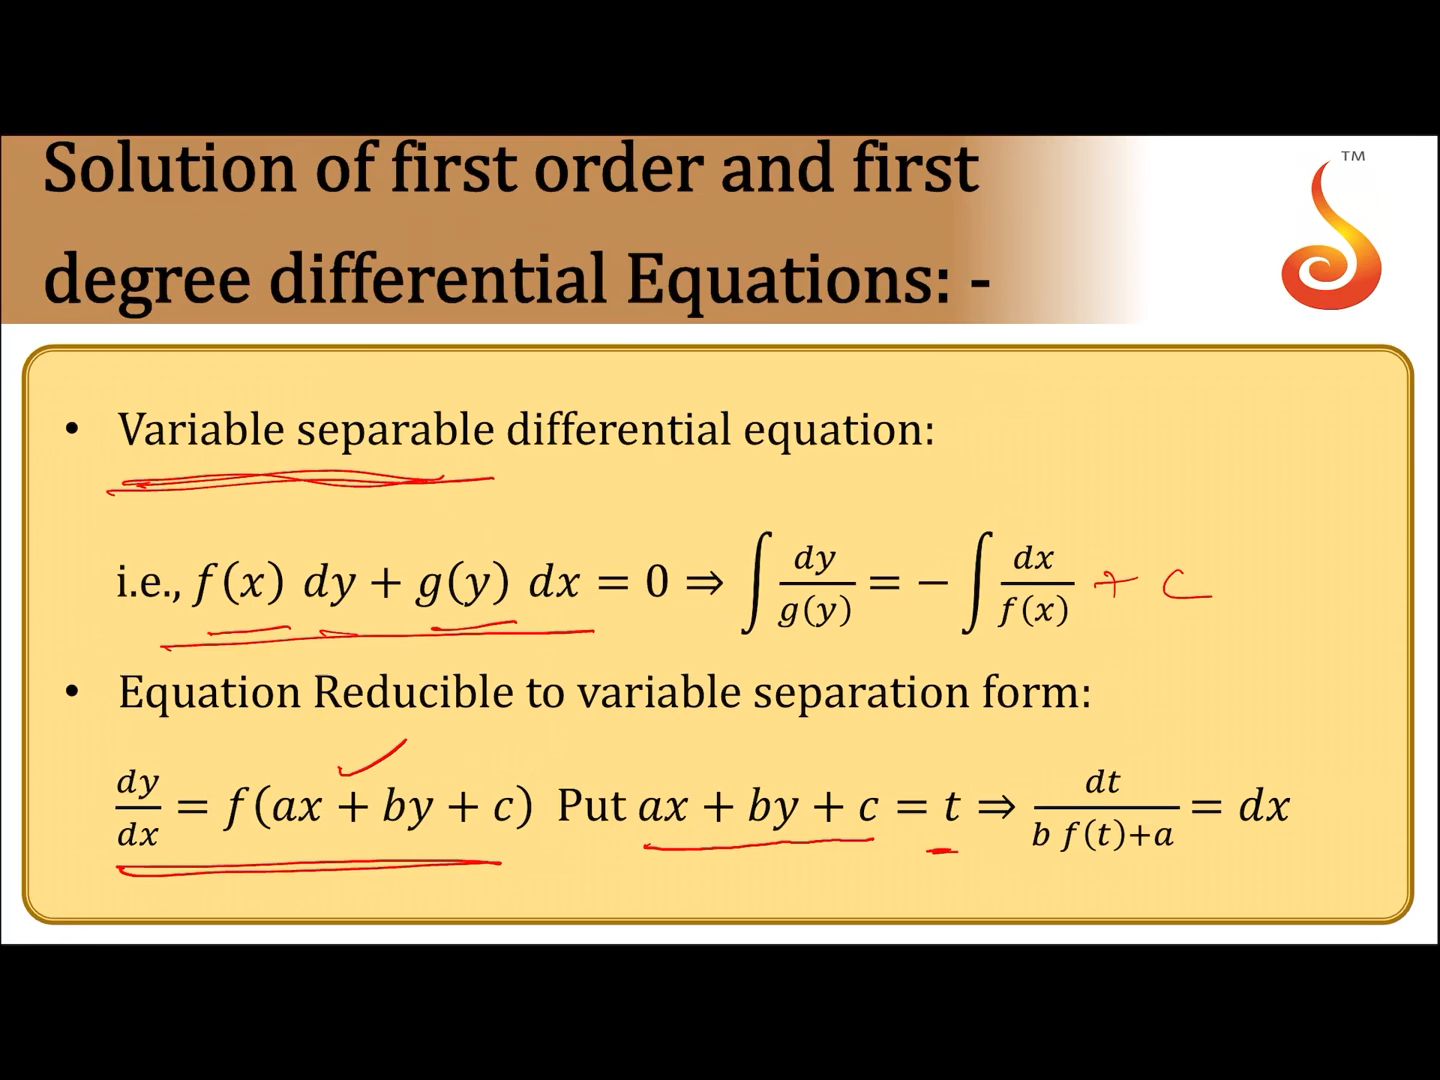 Solution of first order and first
TM
degree differential Equations: -
• Variable separable differential equation:
i.e., f(x) dy + g(y) dx = 0 ⇒ ∫ dy/g(y) = − ∫ dx/f(x) + c
• Equation Reducible to variable separation form:
dy/dx = f(ax + by + c) Put ax + by + c = t ⇒ dt/(b f(t)+a) = dx